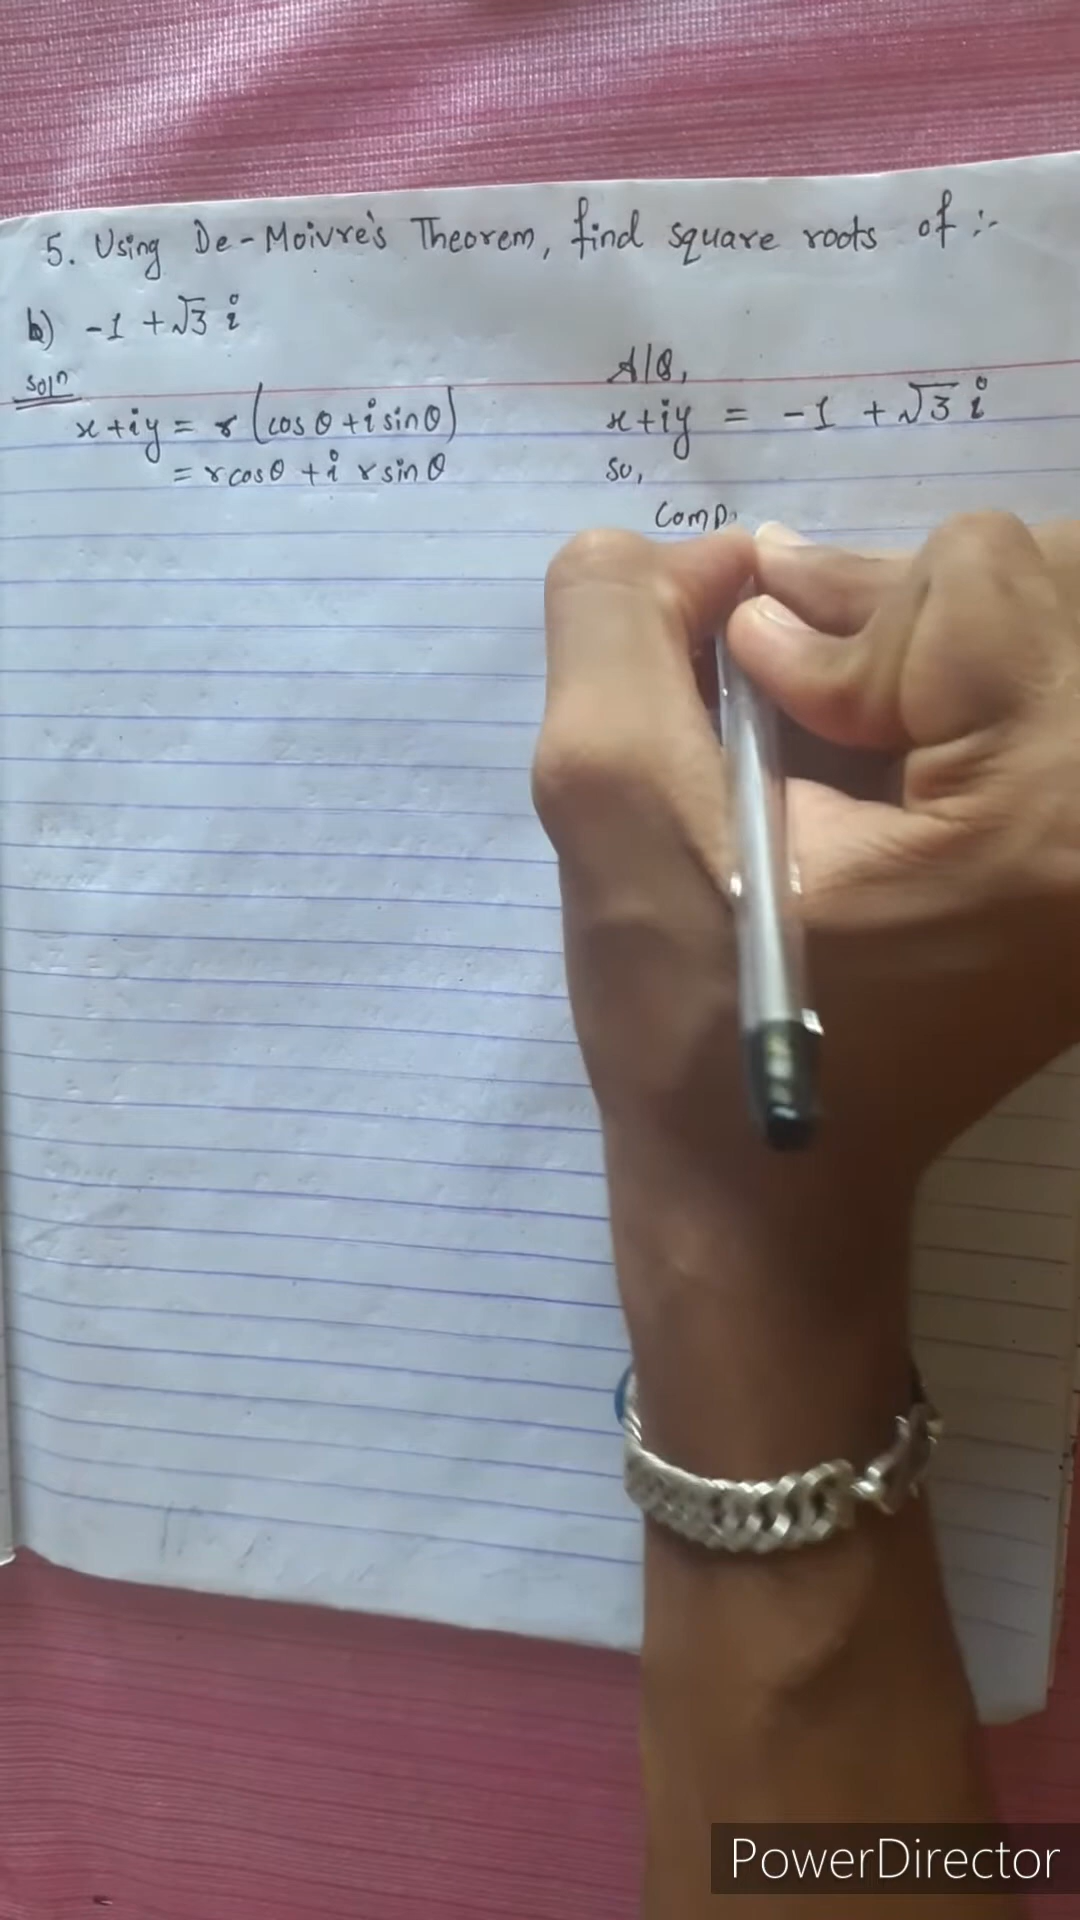 5. Using De-Moivre's Theorem, find square roots of :-
b) -1 + √3 i
Solⁿ
x+iy = r (cos θ + i sin θ)
= r cos θ + i r sin θ
A/Q,
x+iy = -1 + √3 i
so,
Comp
PowerDirector